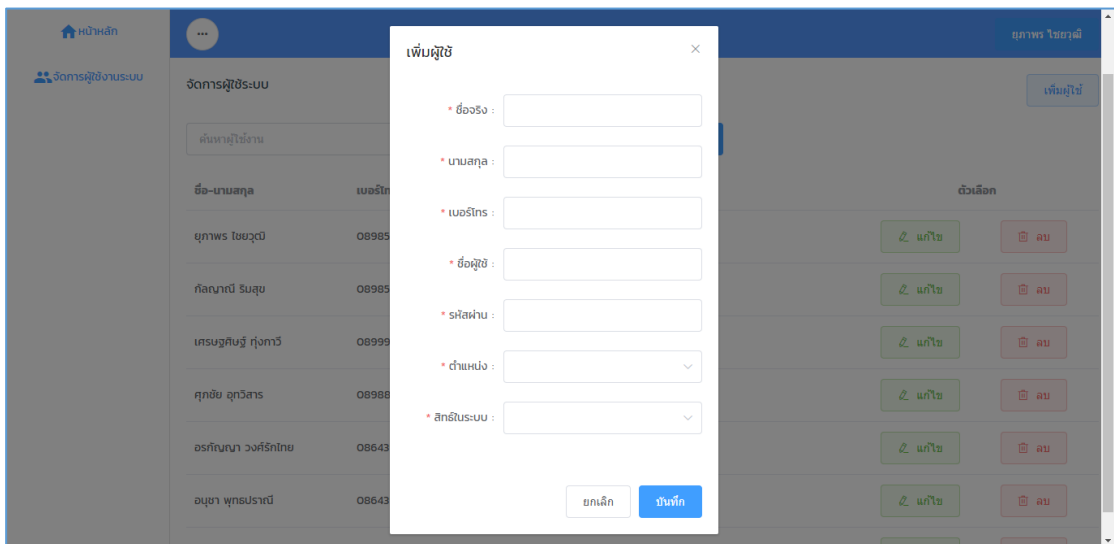 หน้าหลัก
...
ยุภาพร ไชยวุฒิ
จัดการผู้ใช้งานระบบ
จัดการผู้ใช้ระบบ
เพิ่มผู้ใช้
ค้นหาผู้ใช้งาน
ชื่อ-นามสกุล
เบอร์โท
ตัวเลือก
ยุภาพร ไชยวุฒิ
08985
แก้ไข
ลบ
กัลญาณี ริมสุข
08985
แก้ไข
ลบ
เศรษฐศิษฐ์ ทุ่งกาวี
08999
แก้ไข
ลบ
ศุภชัย อุทวิสาร
08988
แก้ไข
ลบ
อรกัญญา วงศ์รักไทย
08643
แก้ไข
ลบ
อนุชา พุทธปราณี
08643
แก้ไข
ลบ
เพิ่มผู้ใช้
* ชื่อจริง :
* นามสกุล :
* เบอร์โทร :
* ชื่อผู้ใช้ :
* รหัสผ่าน :
* ตำแหน่ง :
* สิทธ์ในระบบ :
ยกเลิก
บันทึก